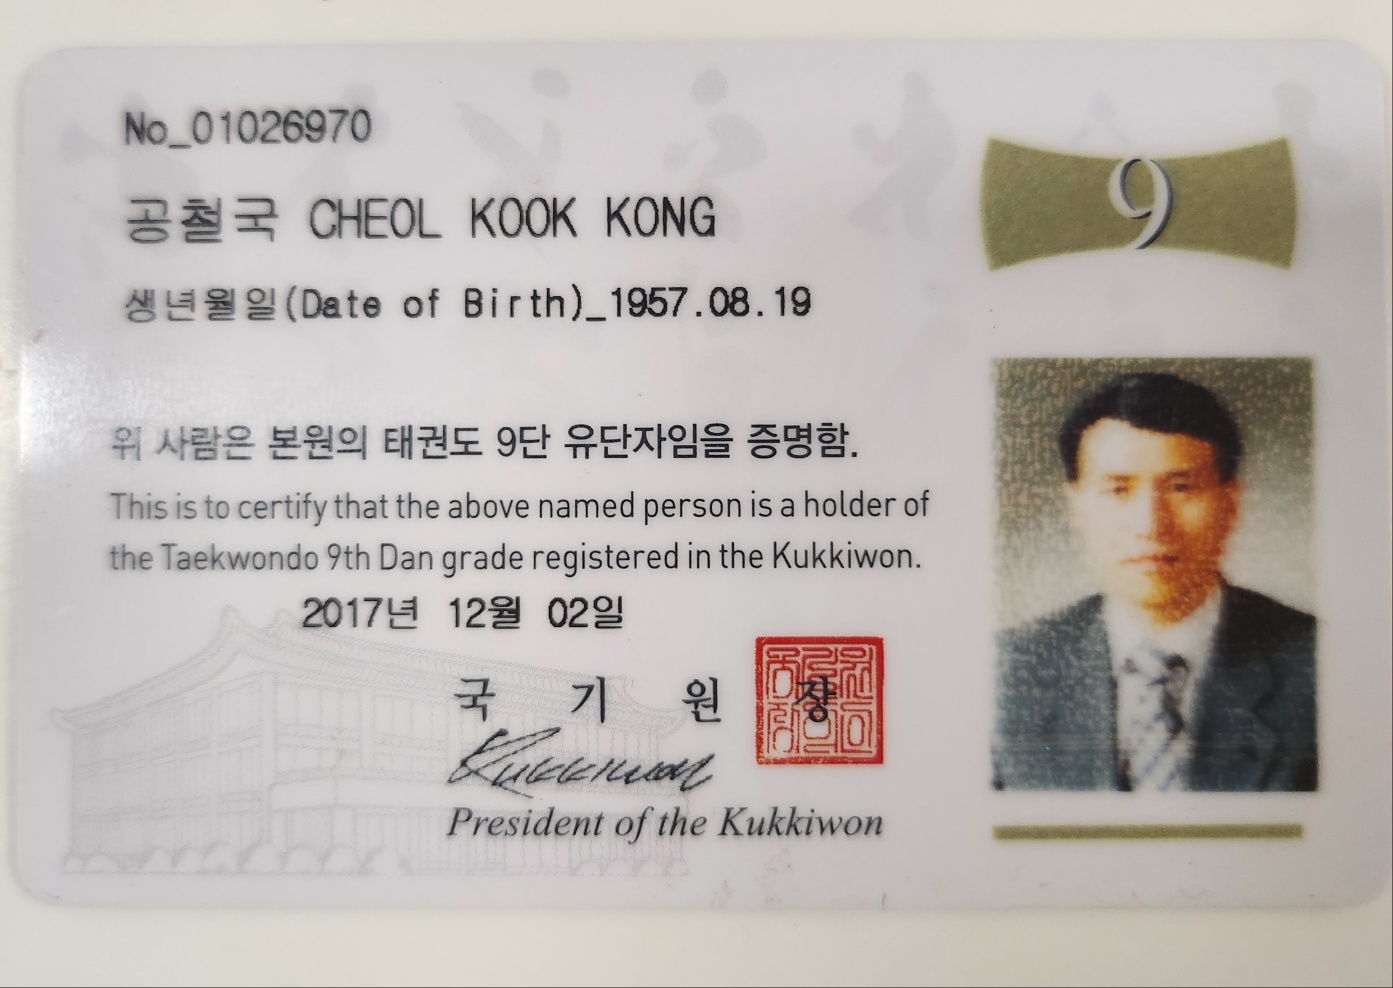 No_01026970
9
공철국 CHEOL KOOK KONG
생년월일(Date of Birth)_1957.08.19
위 사람은 본원의 태권도 9단 유단자임을 증명함.
This is to certify that the above named person is a holder of
the Taekwondo 9th Dan grade registered in the Kukkiwon.
2017년 12월 02일
국 기 원 장
Kukkiwon
President of the Kukkiwon